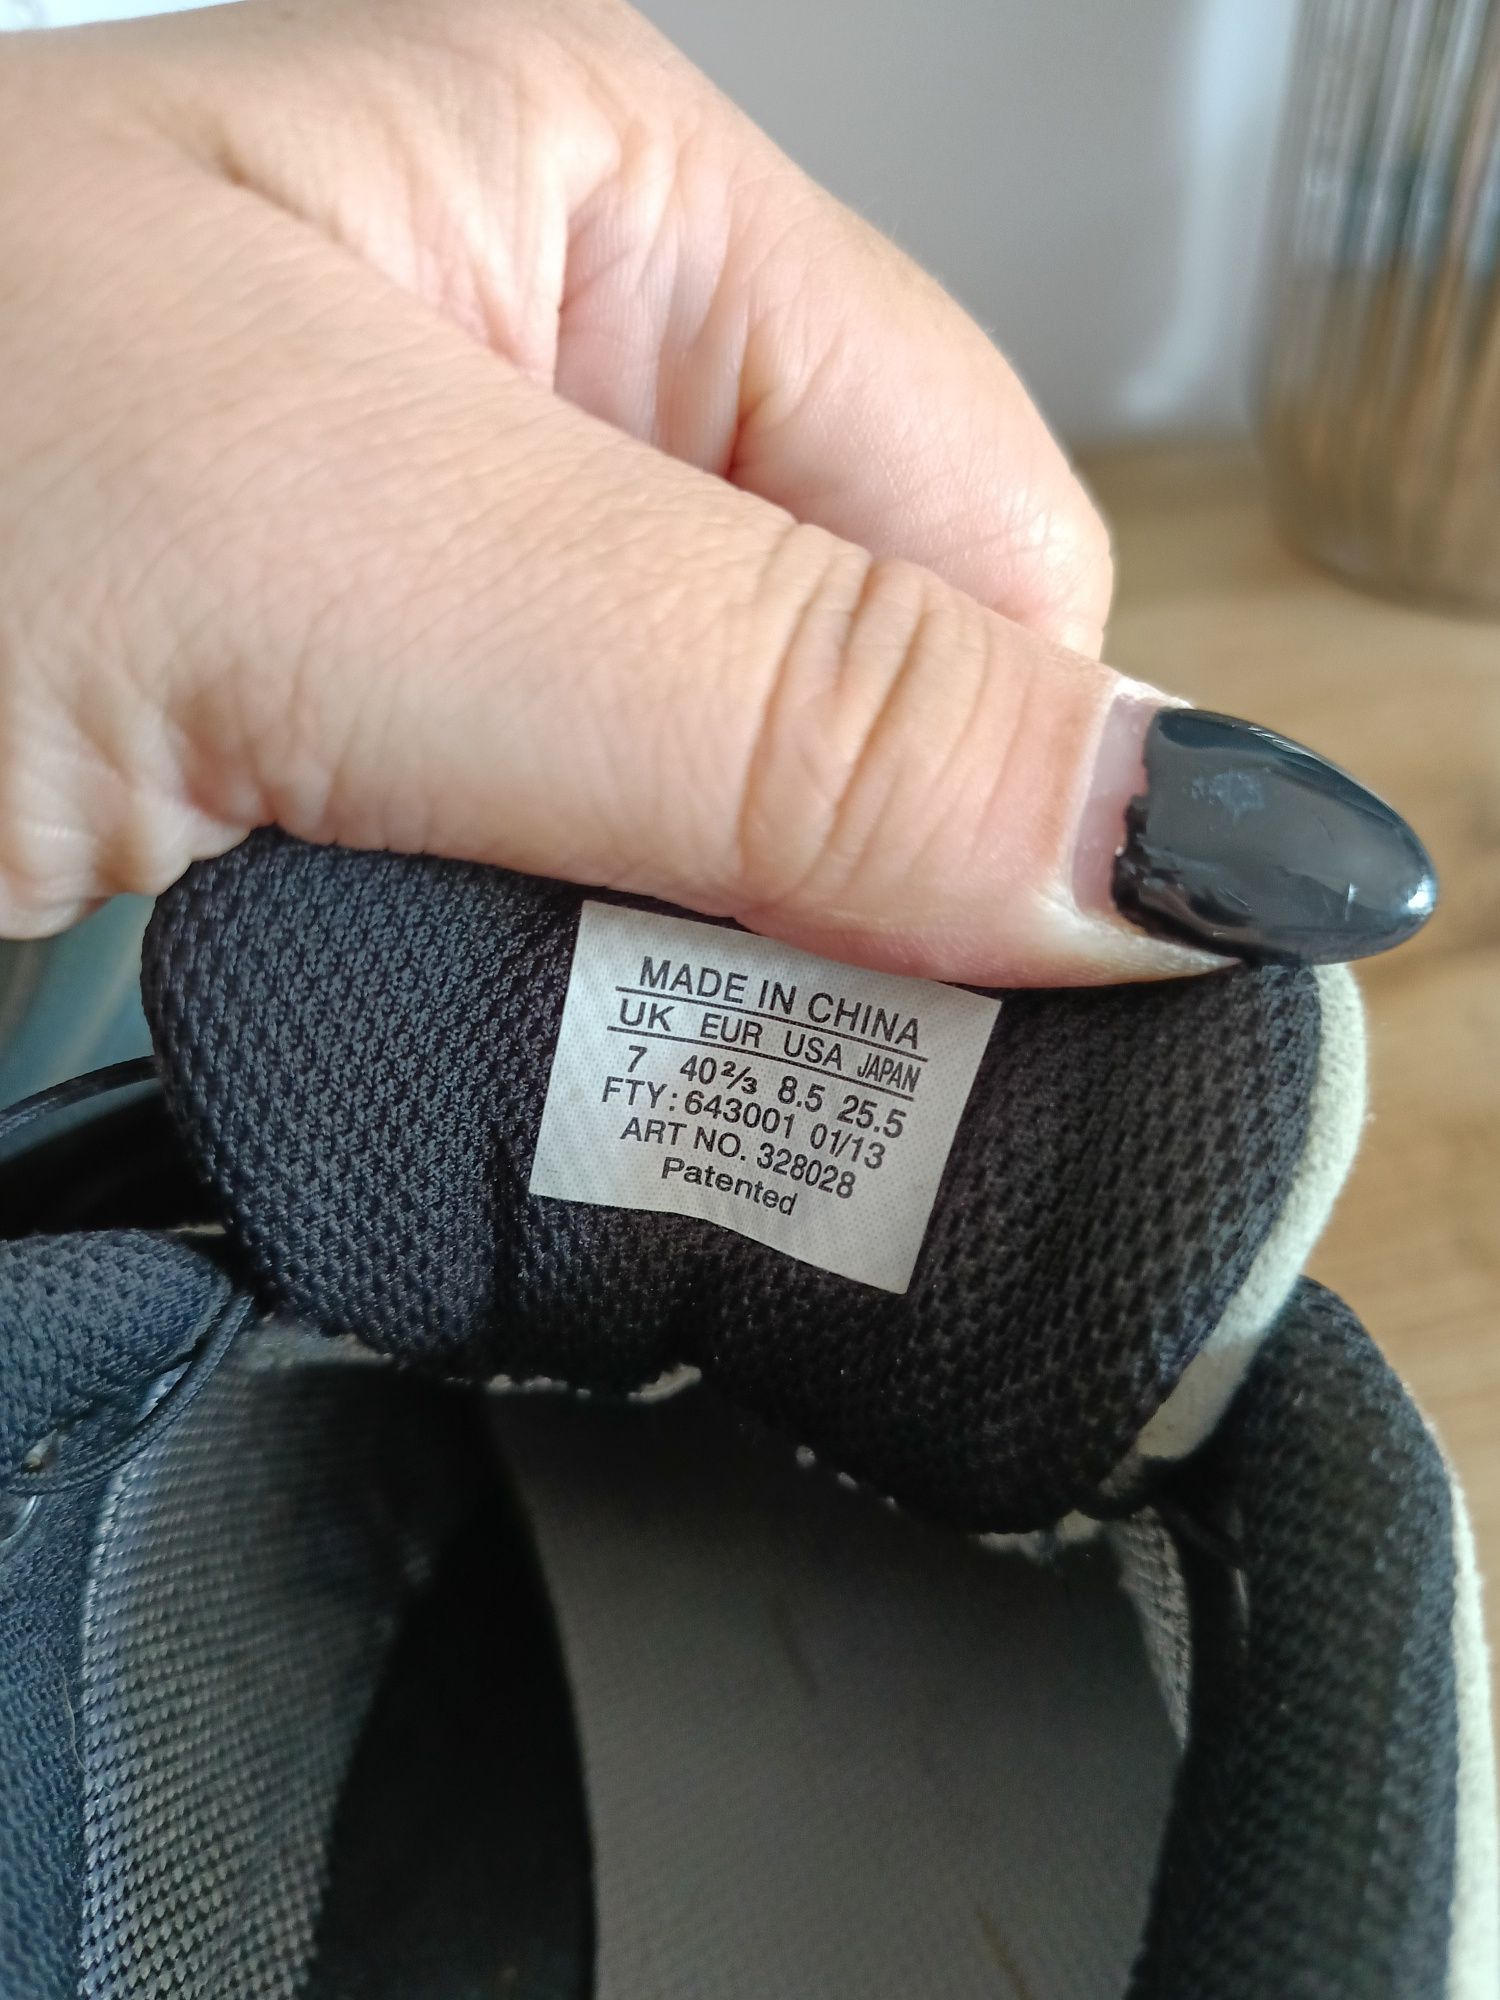 MADE IN CHINA
UK EUR USA JAPAN
7 40⅔ 8.5 25.5
FTY: 643001 01/13
ART NO. 328028
Patented